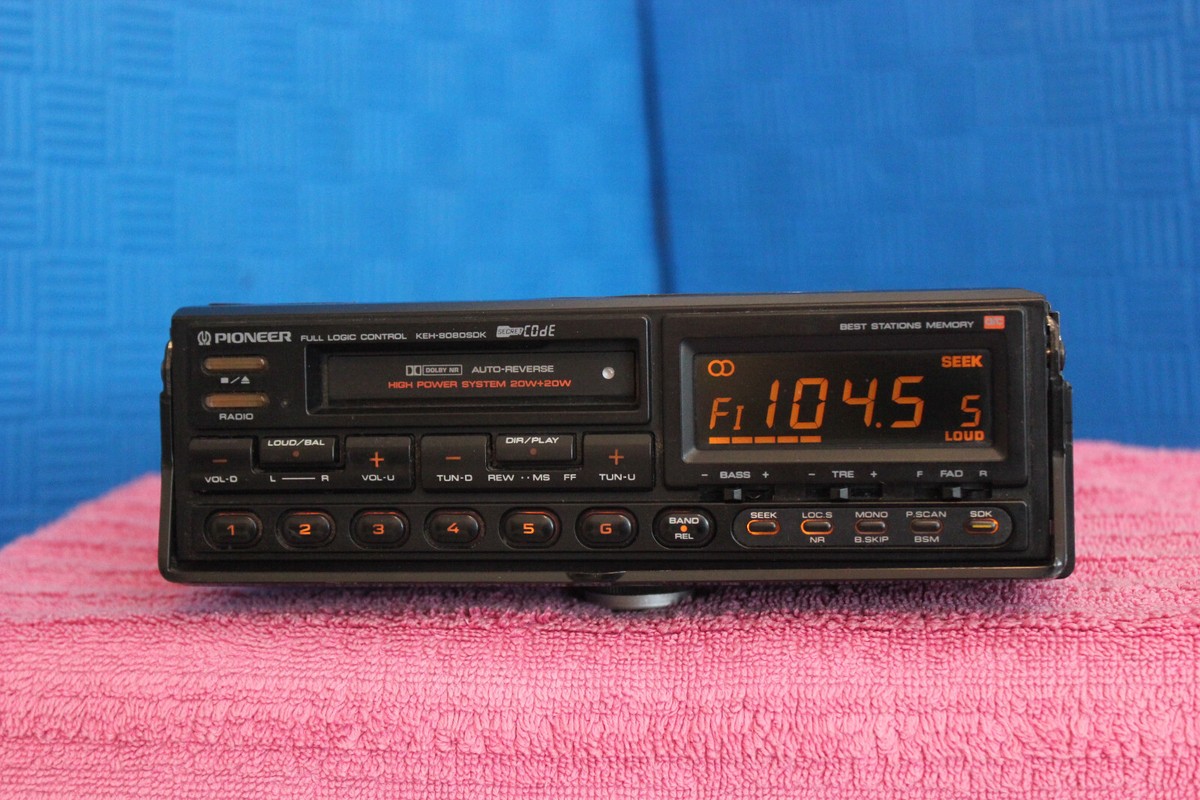 PIONEER FULL LOGIC CONTROL KEH-8080SDK SECRET CODE
BEST STATIONS MEMORY
DOLBY NR AUTO-REVERSE
HIGH POWER SYSTEM 20W+20W
SEEK
F1 104.5 5
LOUD
■/▲
RADIO
LOUD/BAL
DIR/PLAY
− + − +
VOL-D L R VOL-U TUN-D REW ··MS FF TUN-U
− BASS + − TRE + F FAD R
1 2 3 4 5 6
BAND
REL
SEEK LOC.S MONO P.SCAN SDK
NR B.SKIP BSM